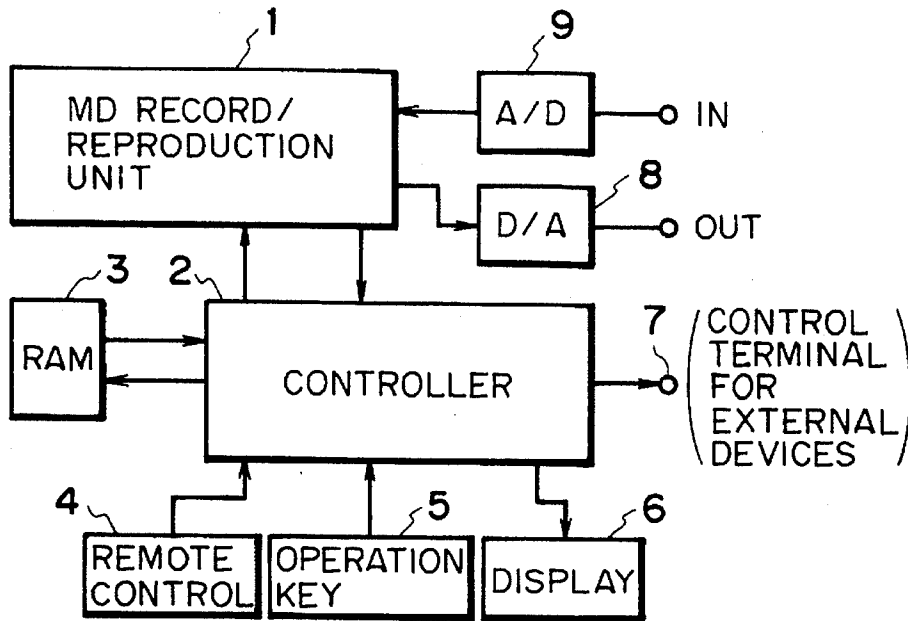 1
9
MD RECORD/
REPRODUCTION
UNIT
A/D
IN
8
D/A
OUT
3
2
RAM
CONTROLLER
7
CONTROL
TERMINAL
FOR
EXTERNAL
DEVICES
4
5
6
REMOTE
CONTROL
OPERATION
KEY
DISPLAY